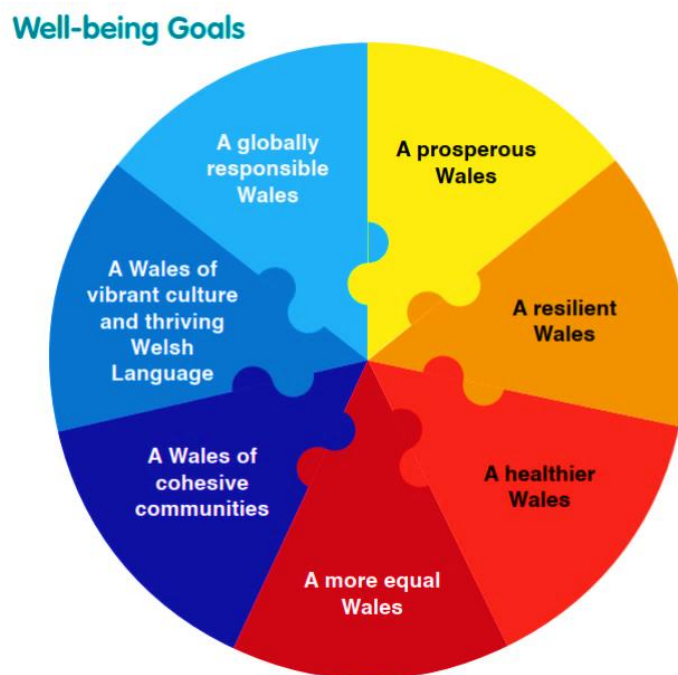 Well-being Goals
A prosperous
Wales
A resilient
Wales
A healthier
Wales
A more equal
Wales
A Wales of
cohesive
communities
A Wales of
vibrant culture
and thriving
Welsh
Language
A globally
responsible
Wales